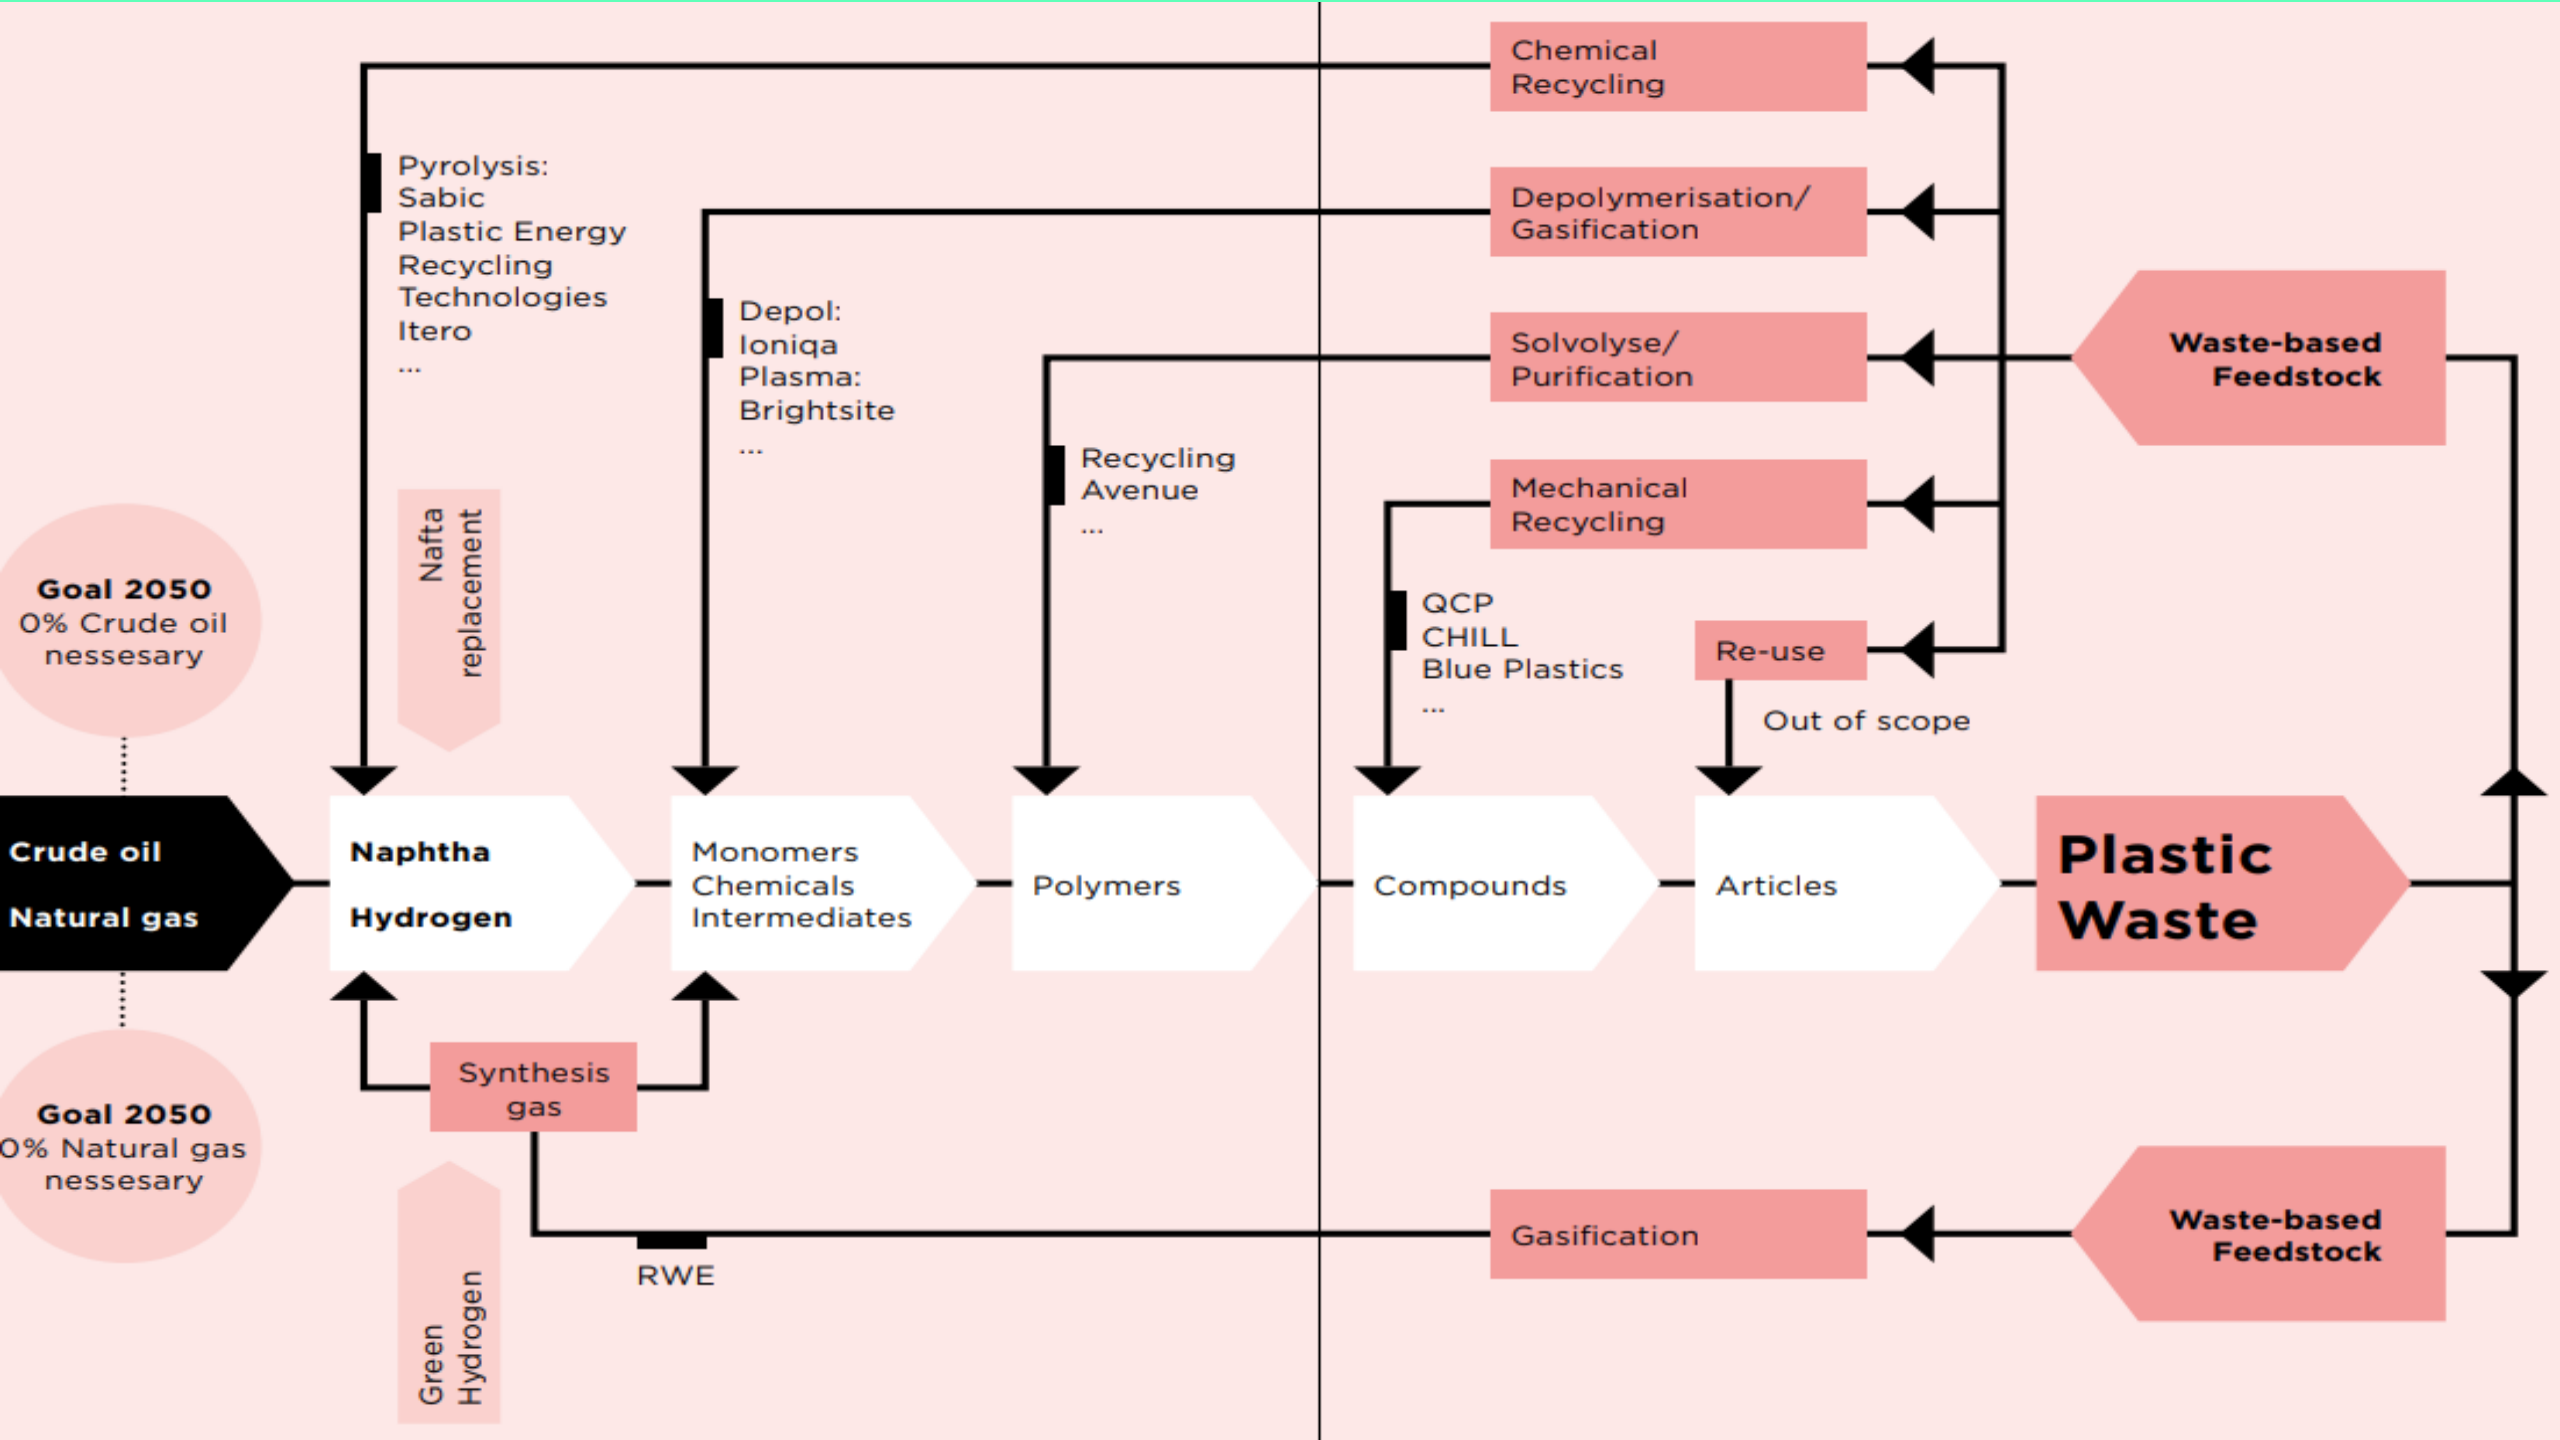 Chemical
Recycling
Pyrolysis:
Sabic
Plastic Energy
Recycling
Technologies
Itero
...
Depolymerisation/
Gasification
Depol:
Ioniqa
Plasma:
Brightsite
...
Solvolyse/
Purification
Waste-based
Feedstock
Recycling
Avenue
...
Mechanical
Recycling
Nafta
replacement
Goal 2050
0% Crude oil
nessesary
QCP
CHILL
Blue Plastics
...
Re-use
Out of scope
Crude oil
Natural gas
Naphtha
Hydrogen
Monomers
Chemicals
Intermediates
Polymers
Compounds
Articles
Plastic
Waste
Synthesis
gas
Goal 2050
0% Natural gas
nessesary
Green
Hydrogen
RWE
Gasification
Waste-based
Feedstock